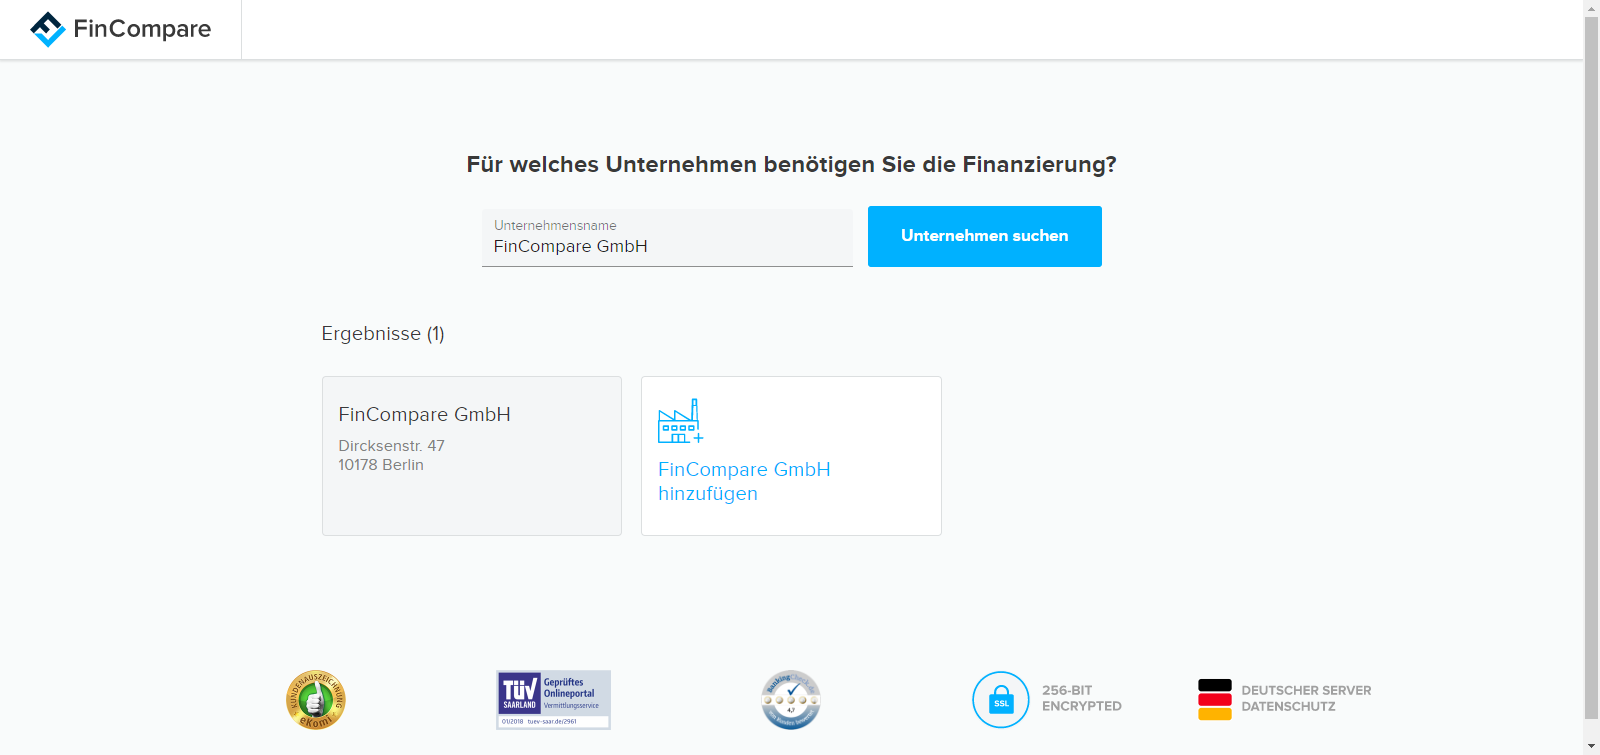 FinCompare
Für welches Unternehmen benötigen Sie die Finanzierung?
Unternehmensname
FinCompare GmbH
Unternehmen suchen
Ergebnisse (1)
FinCompare GmbH
Dircksenstr. 47
10178 Berlin
FinCompare GmbH
hinzufügen
KUNDENAUSZEICHNUNG
eKomi
TÜV
SAARLAND
Geprüftes
Onlineportal
Vermittlungsservice
01/2018 tuev-saar.de/2961
4,7
SSL
256-BIT
ENCRYPTED
DEUTSCHER SERVER
DATENSCHUTZ